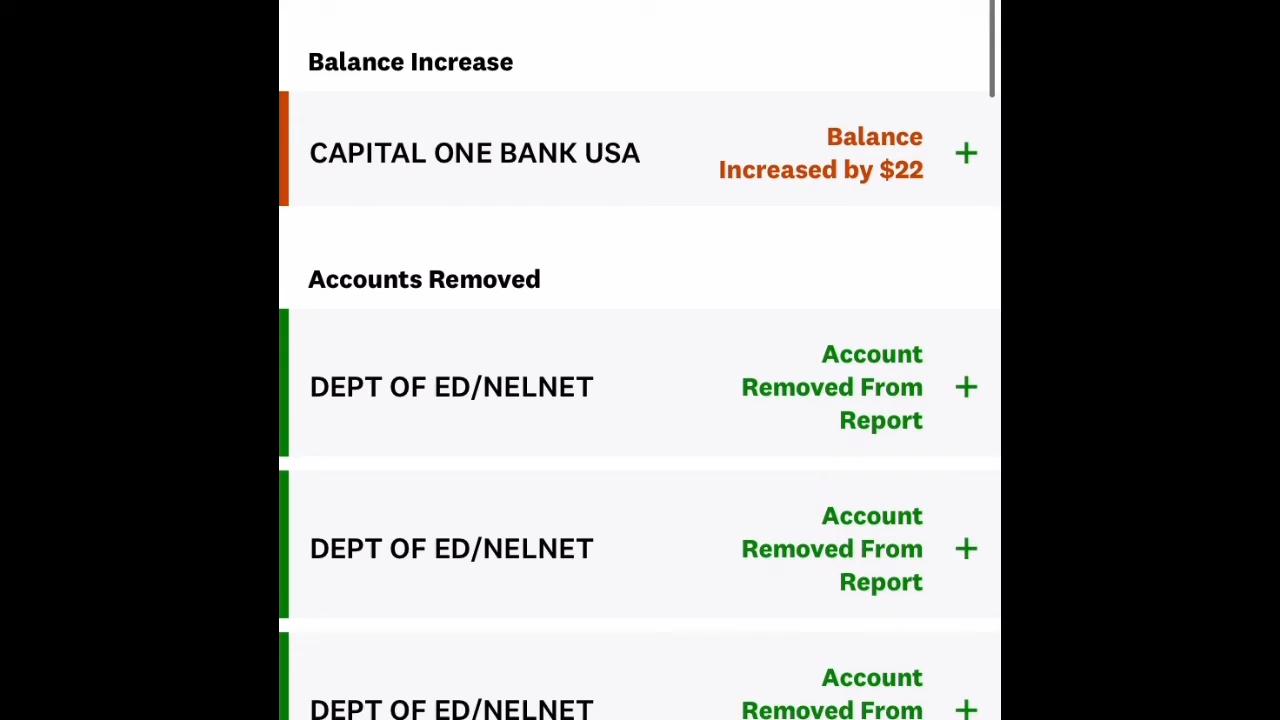 Balance Increase
CAPITAL ONE BANK USA
Balance
Increased by $22
+
Accounts Removed
DEPT OF ED/NELNET
Account
Removed From
Report
+
DEPT OF ED/NELNET
Account
Removed From
Report
+
DEPT OF ED/NELNET
Account
Removed From
+